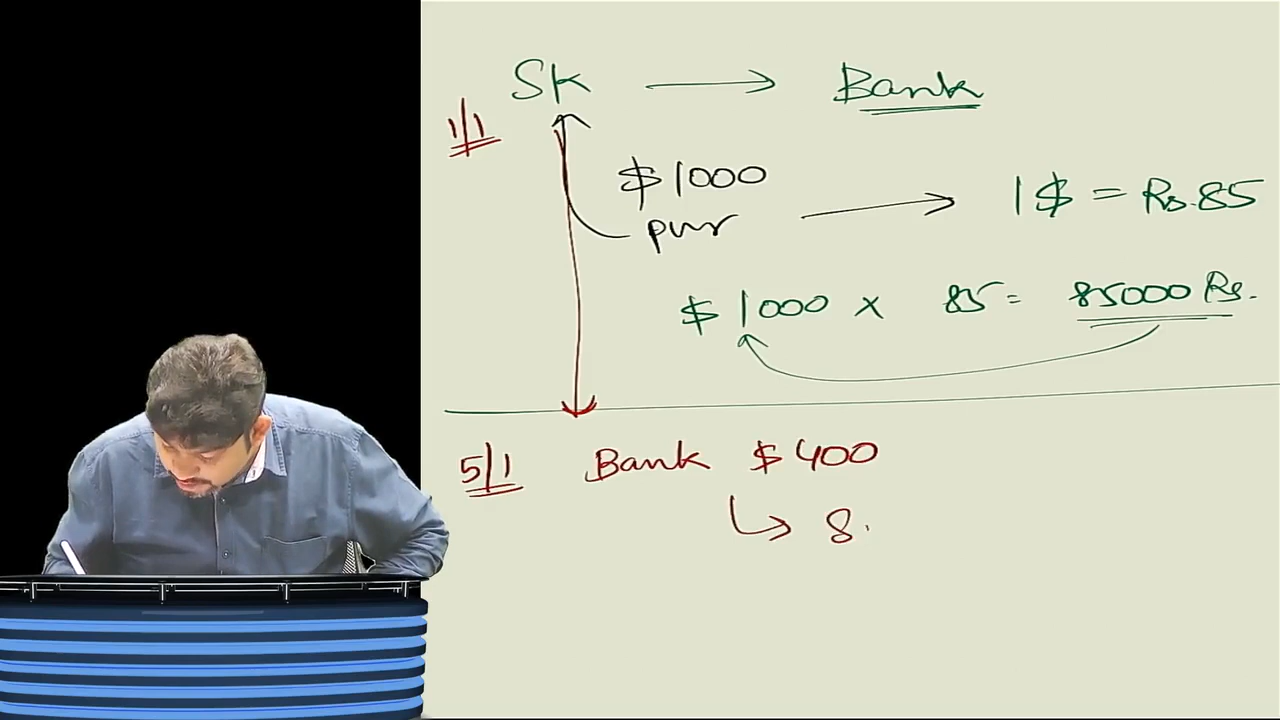 SK → Bank
1/1
$1000
pur → 1$ = Rs.85
$1000 x 85 = 85000 Rs.
5/1 Bank $400
↳ 8.